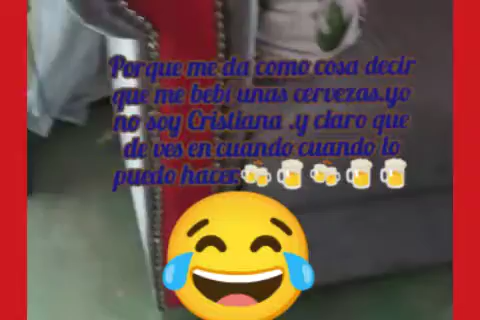 Porque me da como cosa decir
que me bebi unas cervezas.yo
no soy Cristiana .y claro que
de ves en cuando cuando lo
puedo hacer.🍻🍺🍻🍺🍺